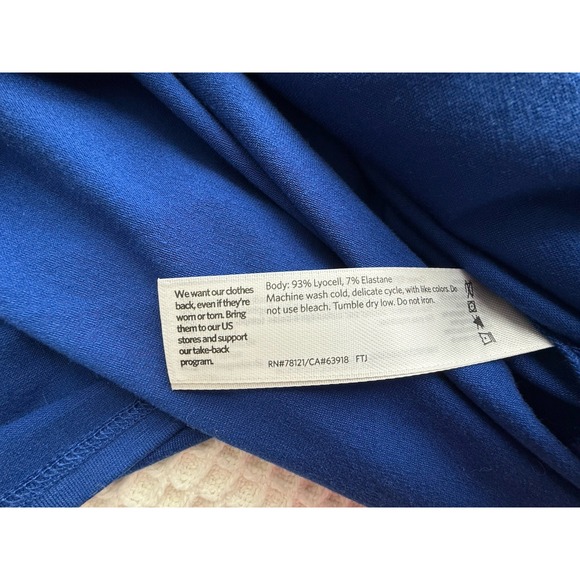 We want our clothes
back, even if they're
worn or torn. Bring
them to our US
stores and support
our take-back
program.
Body: 93% Lyocell, 7% Elastane
Machine wash cold, delicate cycle, with like colors. Do
not use bleach. Tumble dry low. Do not iron.
RN#78121/CA#63918 FTJ